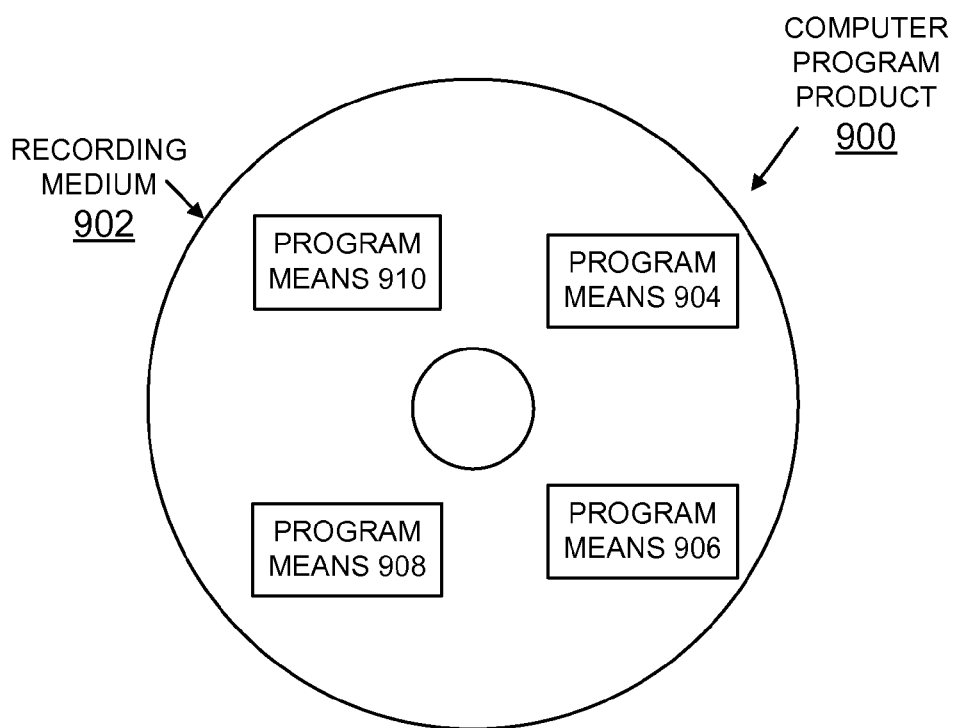 COMPUTER
PROGRAM
PRODUCT
900
RECORDING
MEDIUM
902
PROGRAM
MEANS 910
PROGRAM
MEANS 904
PROGRAM
MEANS 908
PROGRAM
MEANS 906